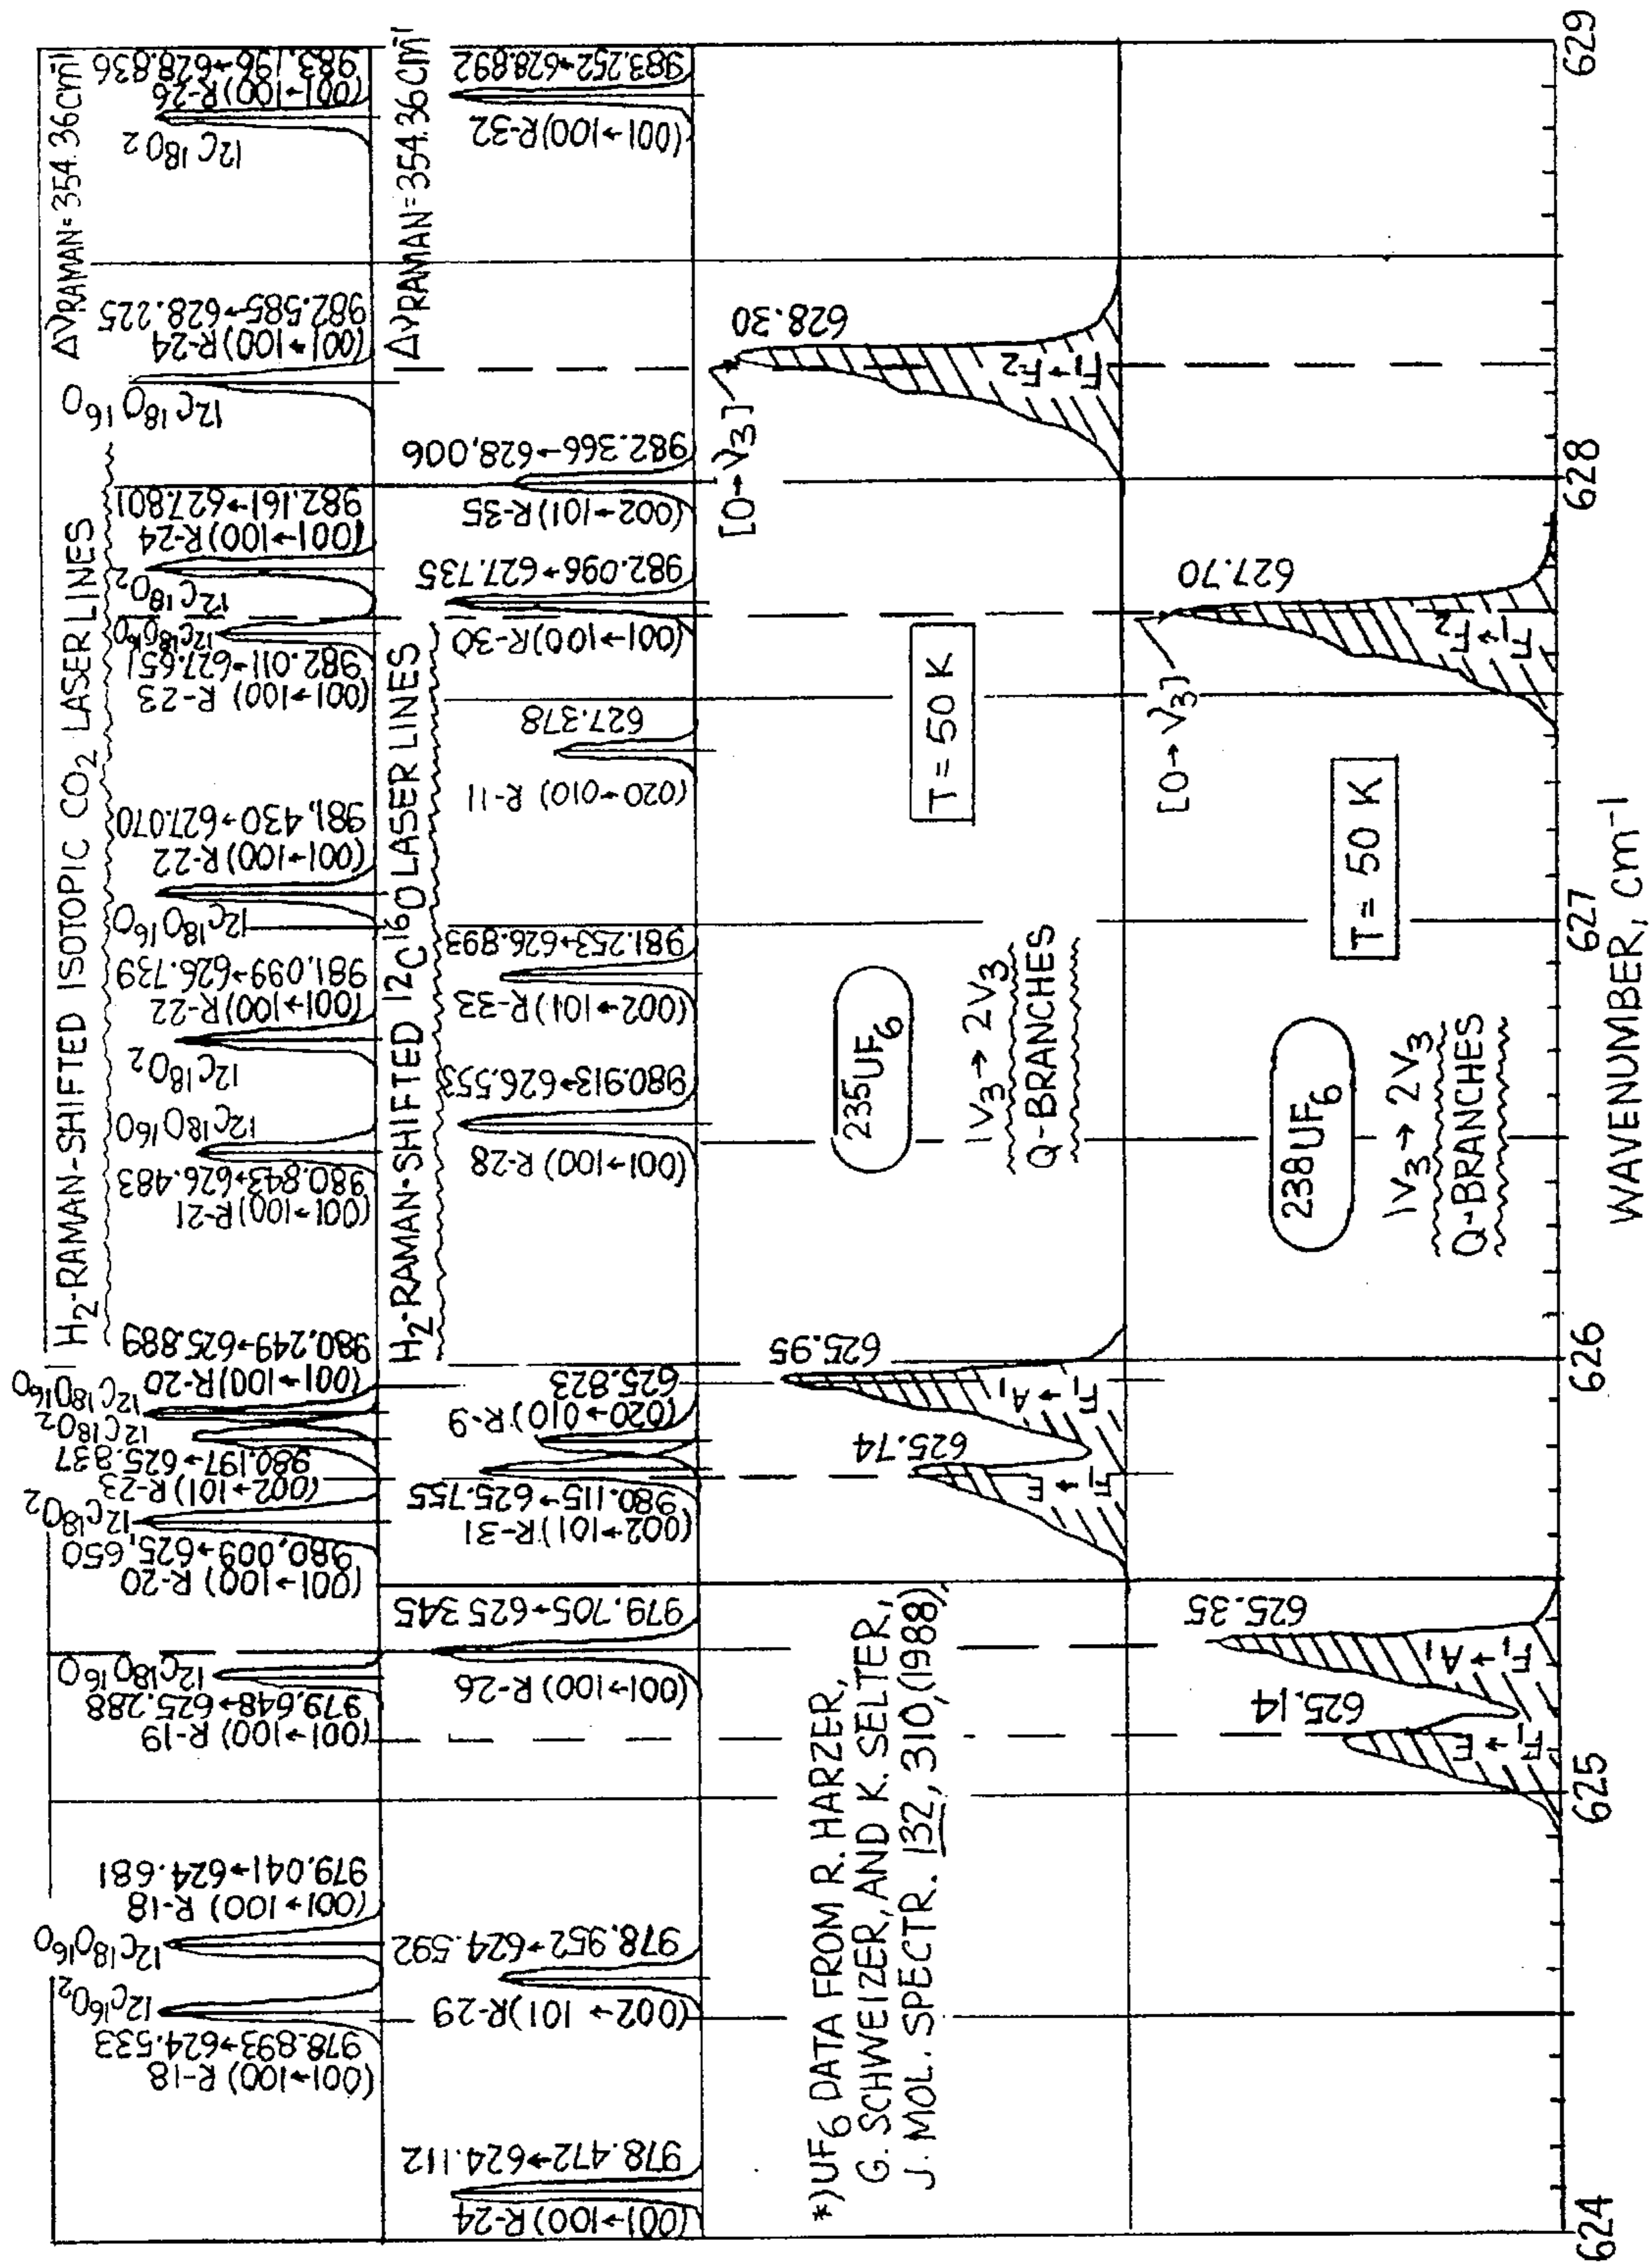 H2-RAMAN-SHIFTED ISOTOPIC CO2 LASER LINES
ΔνRAMAN=354.36cm-1
12C16O2
(001→100) R-18
978.893→624.533
12C18O16O
(001→100) R-18
979.041→624.681
12C18O16O
(001→100) R-19
979.648→625.288
12C18O2
(001→100) R-20
980.009→625.650
12C18O2
(002→101) R-23
980.197→625.837
12C18O16O
(001→100) R-20
980.249→625.889
12C18O16O
(001→100) R-21
980.843→626.483
12C18O2
(001→100) R-22
981.099→626.739
12C18O16O
(001→100) R-22
981.430→627.070
12C18O16O
(001→100) R-23
982.011→627.651
12C18O2
(001→100) R-24
982.161→627.801
12C18O16O
(001→100) R-24
982.585→628.225
12C18O2
(001→100) R-26
983.196→628.836
H2-RAMAN-SHIFTED 12C16O LASER LINES
ΔνRAMAN=354.36cm-1
(001→100) R-24
978.472→624.112
(002→101) R-29
978.952→624.592
(001→100) R-26
979.705→625.345
(002→101) R-31
980.115→625.755
(020→010) R-9
625.823
(001→100) R-28
980.913→626.553
(002→101) R-33
981.253→626.893
(020→010) R-11
627.378
(001→100) R-30
982.096→627.735
(002→101) R-35
982.366→628.006
(001→100) R-32
983.252→628.892
*) UF6 DATA FROM R. HARZER,
G. SCHWEIZER, AND K. SELTER,
J. MOL. SPECTR. 132, 310, (1988)
625.74
F1→E
625.95
F1→A1
235UF6
1ν3→2ν3
Q-BRANCHES
T = 50 K
[0→ν3]
628.30
F1→F2
625.14
F1→E
625.35
F1→A1
238UF6
1ν3→2ν3
Q-BRANCHES
T = 50 K
[0→ν3]
627.70
F1→F2
624
625
626
627
628
629
WAVENUMBER, cm-1